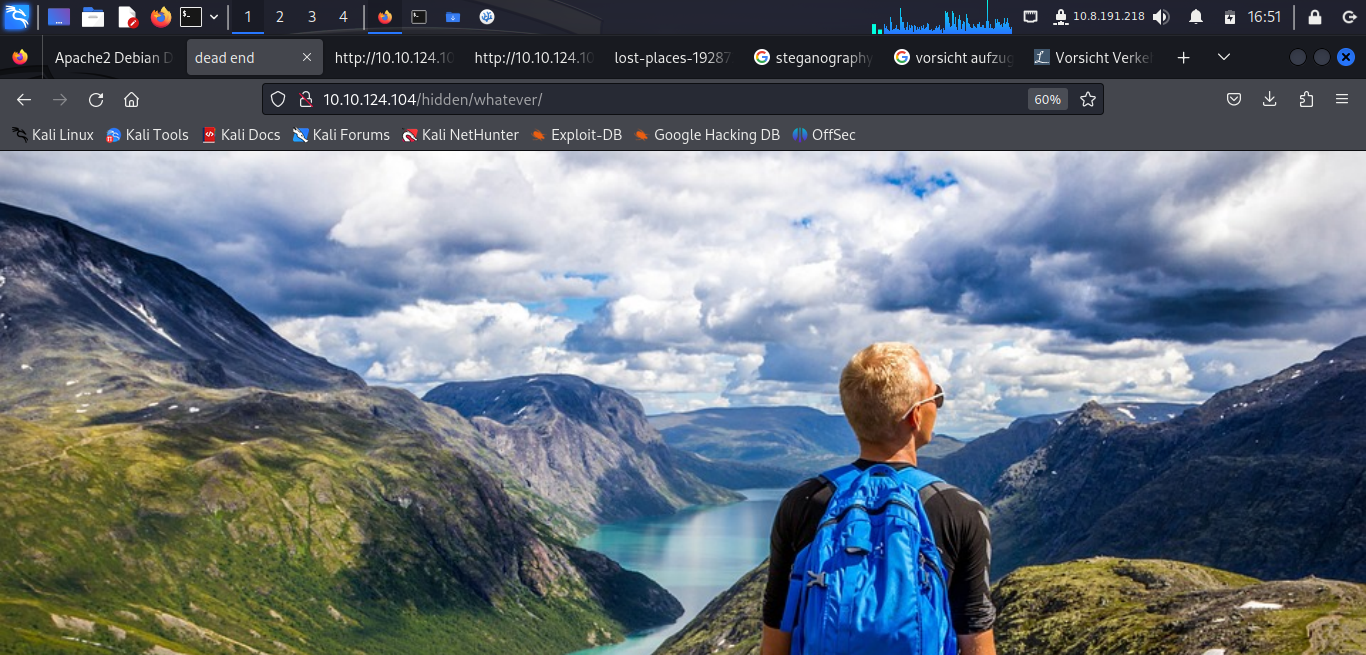 1 2 3 4 10.8.191.218 16:51
Apache2 Debian D dead end http://10.10.124.10 http://10.10.124.10 lost-places-19287 steganography vorsicht aufzug Vorsicht Verke
10.10.124.104/hidden/whatever/ 60%
Kali Linux Kali Tools Kali Docs Kali Forums Kali NetHunter Exploit-DB Google Hacking DB OffSec